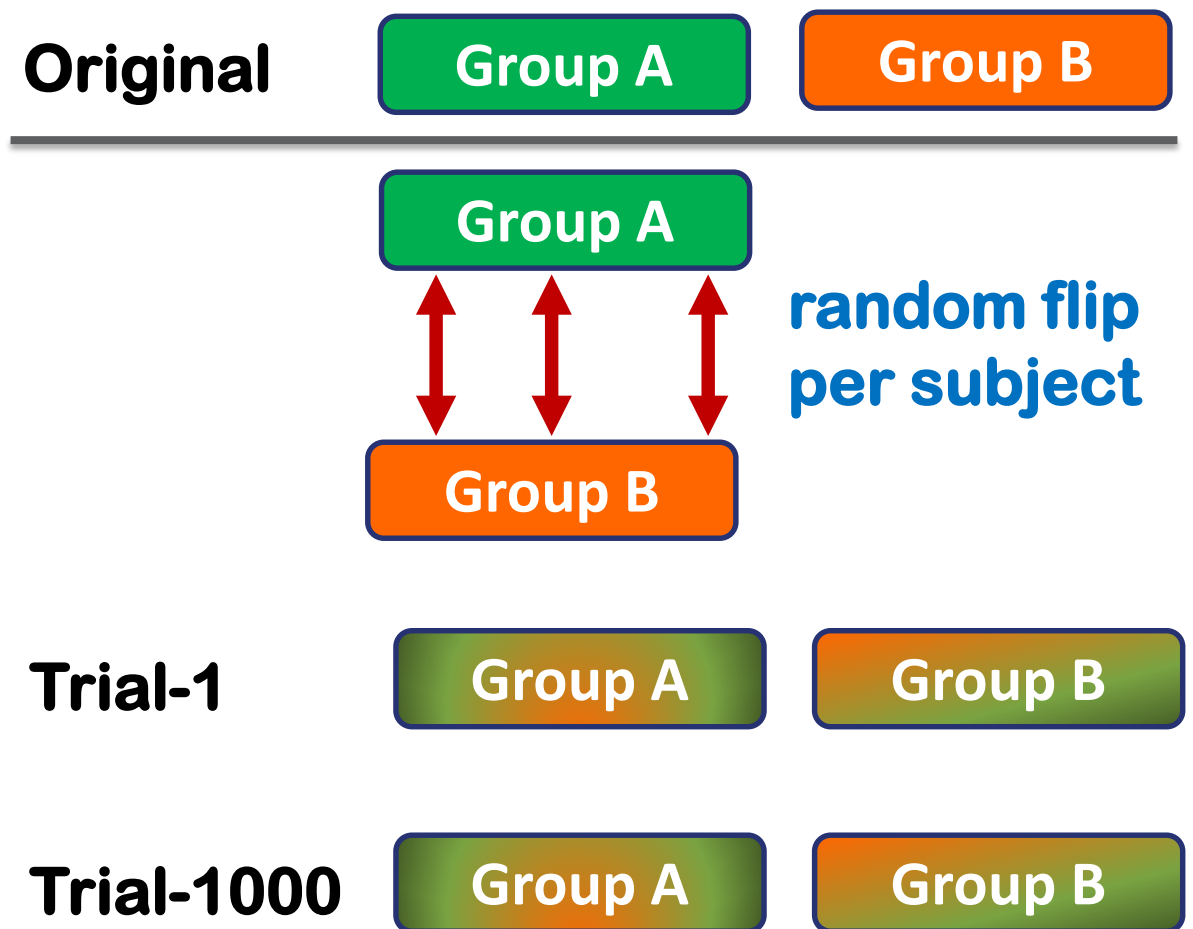 Original
Group A
Group B
Group A
random flip
per subject
Group B
Trial-1
Group A
Group B
Trial-1000
Group A
Group B